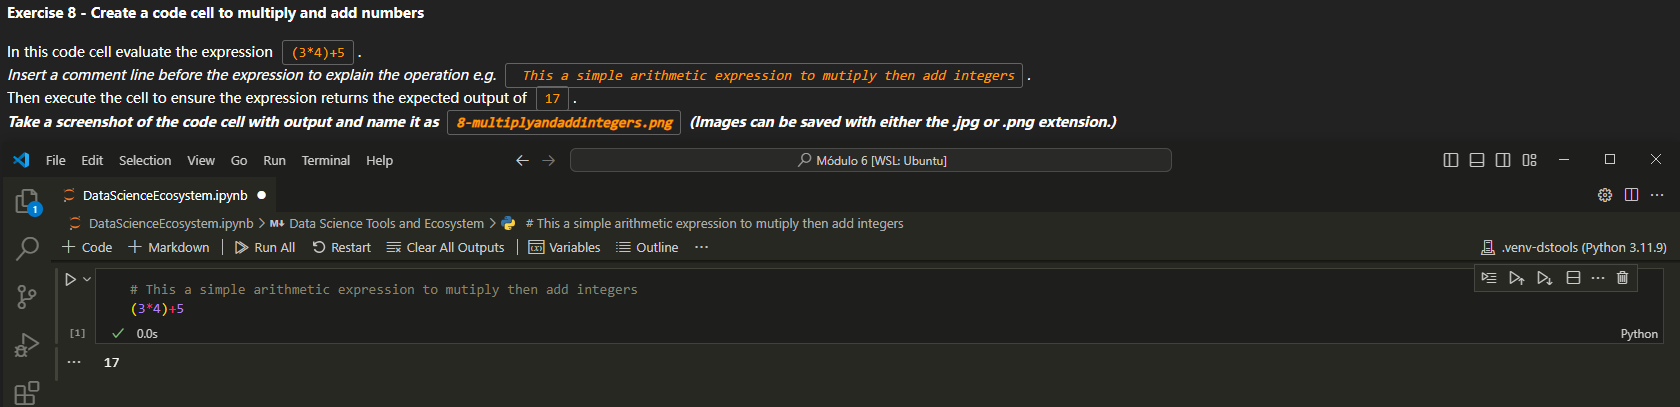 Exercise 8 - Create a code cell to multiply and add numbers
In this code cell evaluate the expression (3*4)+5 .
Insert a comment line before the expression to explain the operation e.g. This a simple arithmetic expression to mutiply then add integers .
Then execute the cell to ensure the expression returns the expected output of 17 .
Take a screenshot of the code cell with output and name it as 8-multiplyandaddintegers.png (Images can be saved with either the .jpg or .png extension.)
File Edit Selection View Go Run Terminal Help Módulo 6 [WSL: Ubuntu]
1 DataScienceEcosystem.ipynb
DataScienceEcosystem.ipynb > M↓ Data Science Tools and Ecosystem > # This a simple arithmetic expression to mutiply then add integers
+ Code + Markdown Run All Restart Clear All Outputs Variables Outline ··· .venv-dstools (Python 3.11.9)
# This a simple arithmetic expression to mutiply then add integers
(3*4)+5
[1] 0.0s Python
17